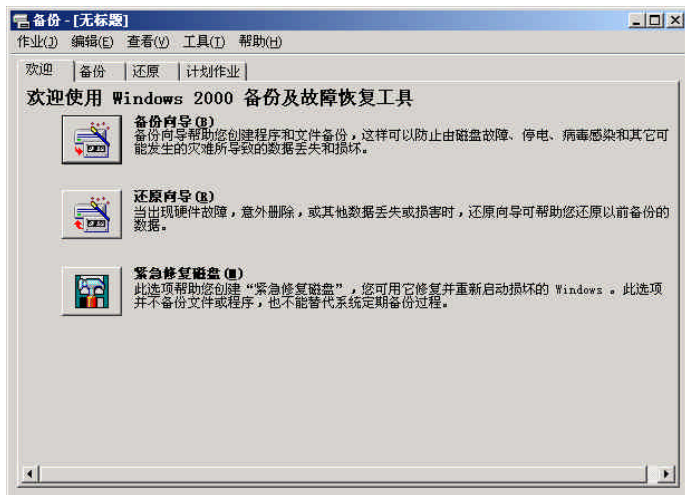 备份 - [无标题]
作业(J) 编辑(E) 查看(V) 工具(T) 帮助(H)
欢迎 备份 还原 计划作业
欢迎使用 Windows 2000 备份及故障恢复工具
备份向导(B)
备份向导帮助您创建程序和文件备份，这样可以防止由磁盘故障、停电、病毒感染和其它可
能发生的灾难所导致的数据丢失和损坏。
还原向导(R)
当出现硬件故障，意外删除，或其他数据丢失或损害时，还原向导可帮助您还原以前备份的
数据。
紧急修复磁盘(M)
此选项帮助您创建“紧急修复磁盘”，您可用它修复并重新启动损坏的 Windows 。此选项
并不备份文件或程序，也不能替代系统定期备份过程。